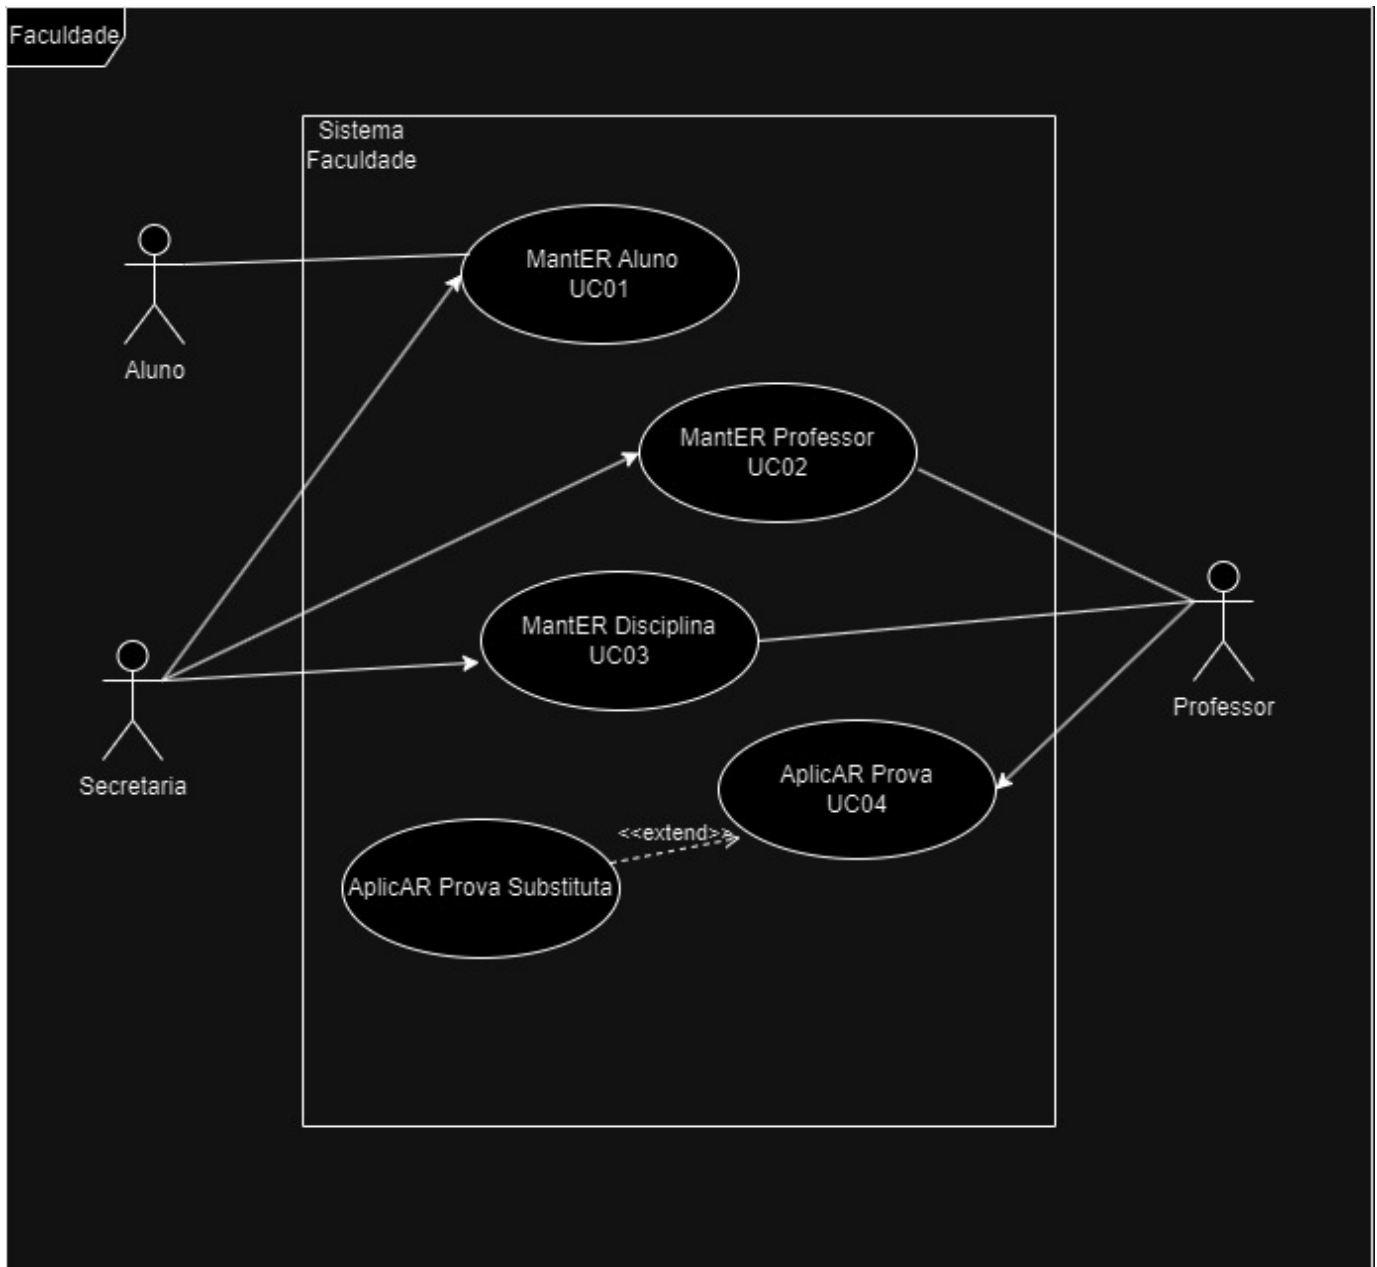 Faculdade
Sistema
Faculdade
MantER Aluno
UC01
Aluno
MantER Professor
UC02
MantER Disciplina
UC03
Professor
Secretaria
AplicAR Prova
UC04
<<extend>>
AplicAR Prova Substituta